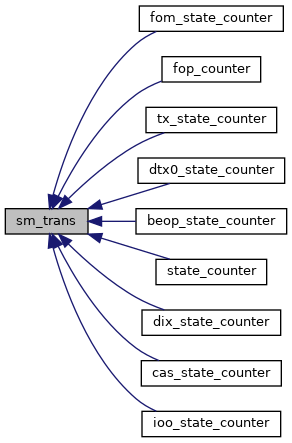 fom_state_counter
fop_counter
tx_state_counter
dtx0_state_counter
sm_trans
beop_state_counter
state_counter
dix_state_counter
cas_state_counter
ioo_state_counter